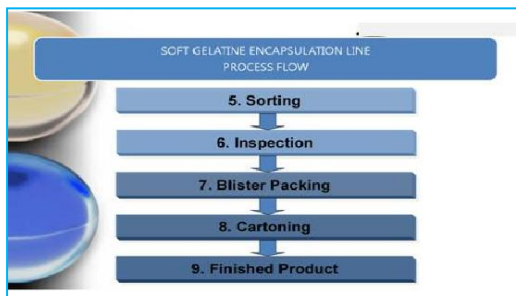 SOFT GELATINE ENCAPSULATION LINE
PROCESS FLOW
5. Sorting
6. Inspection
7. Blister Packing
8. Cartoning
9. Finished Product